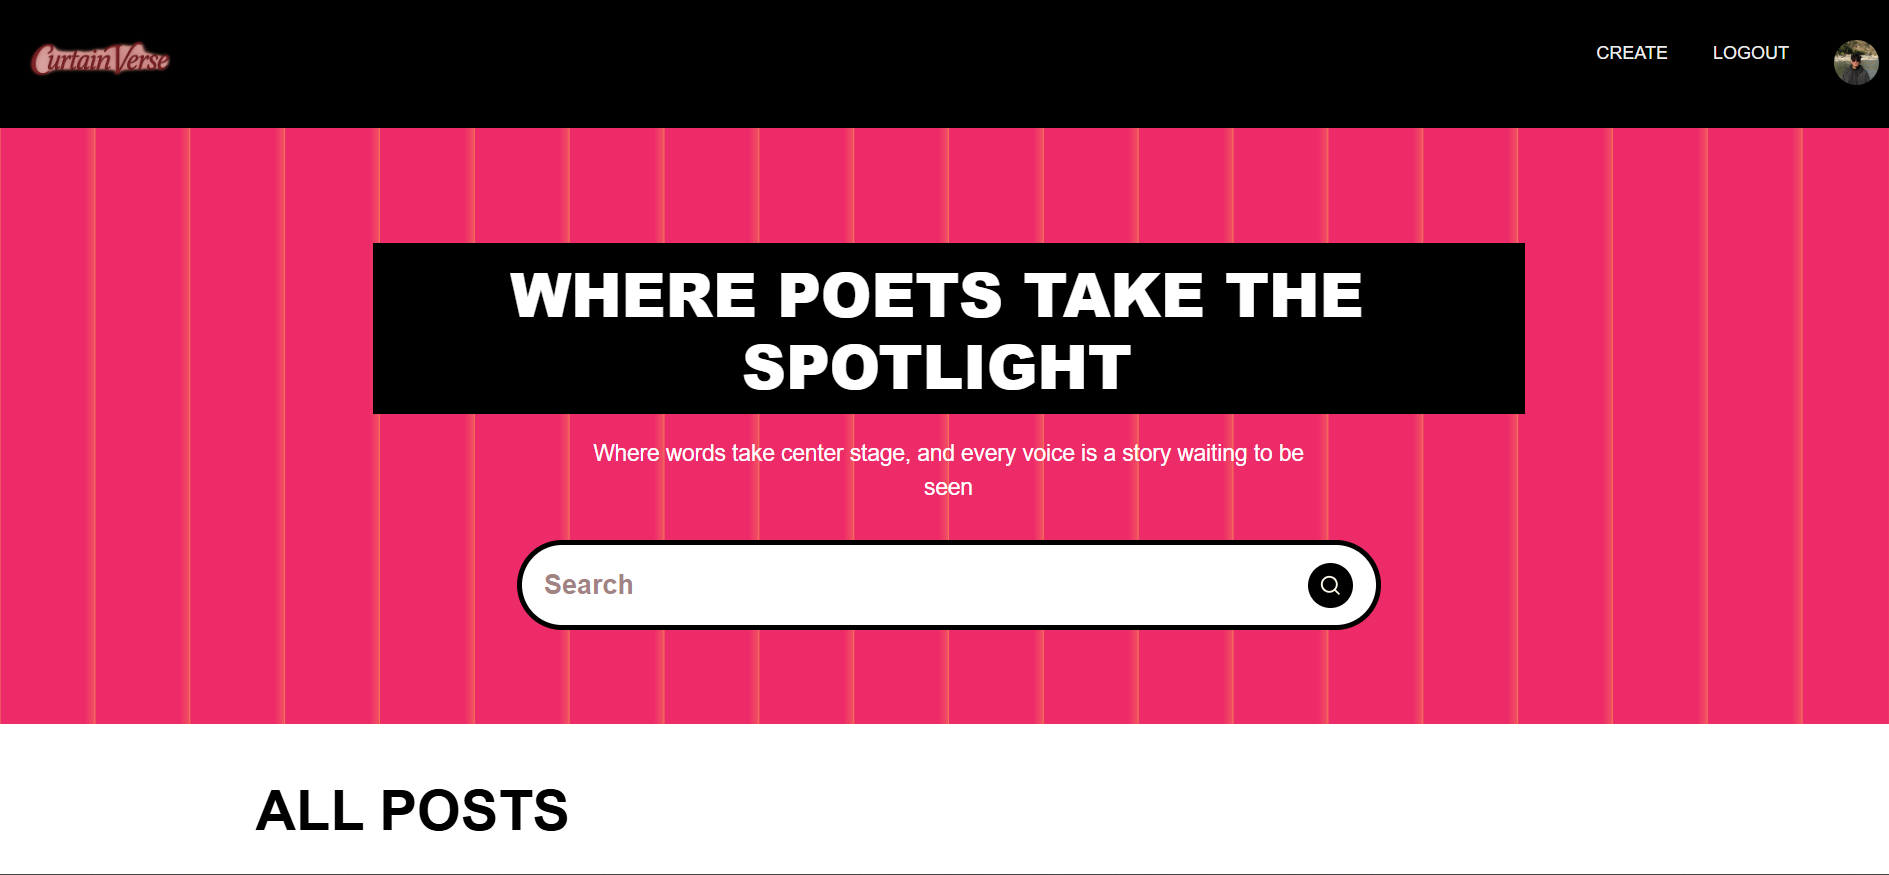 CurtainVerse
CREATE
LOGOUT
WHERE POETS TAKE THE
SPOTLIGHT
Where words take center stage, and every voice is a story waiting to be
seen
Search
ALL POSTS